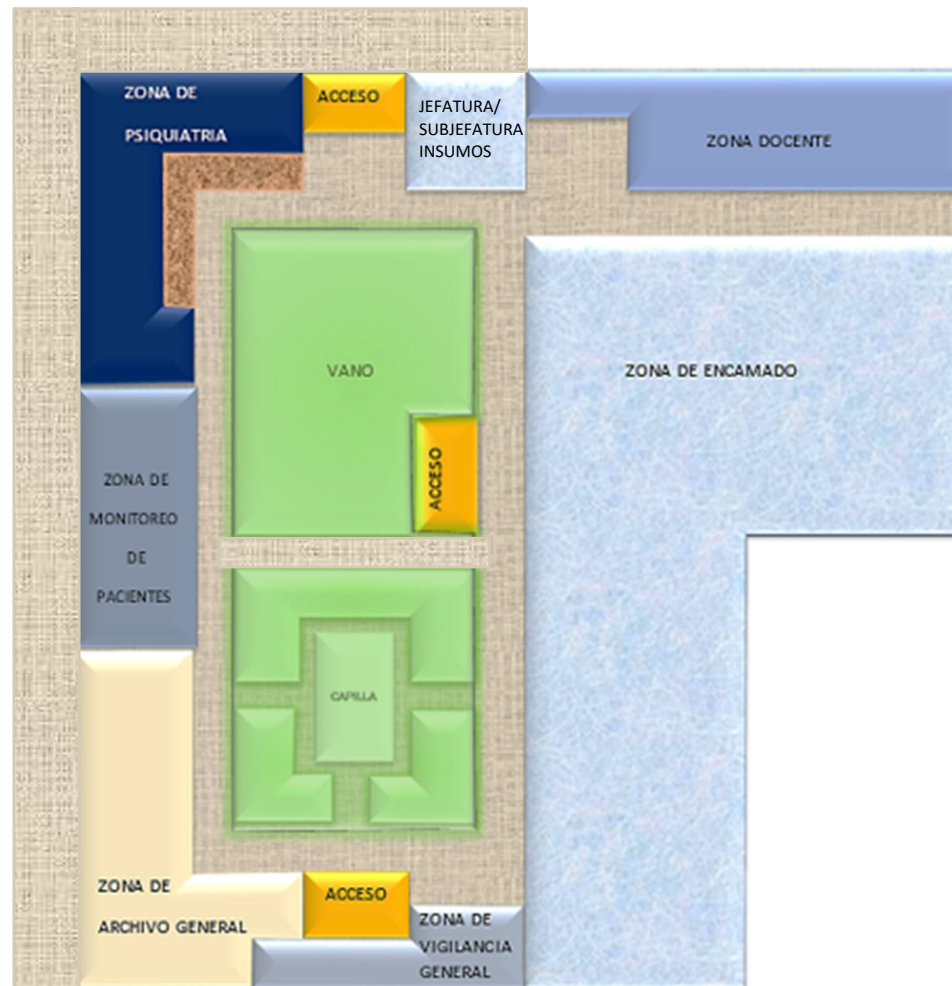 ZONA DE
PSIQUIATRIA
ACCESO
JEFATURA/
SUBJEFATURA
INSUMOS
ZONA DOCENTE
VANO
ZONA DE ENCAMADO
ACCESO
ZONA DE
MONITOREO
DE
PACIENTES
CAPILLA
ZONA DE
ARCHIVO GENERAL
ACCESO
ZONA DE
VIGILANCIA
GENERAL